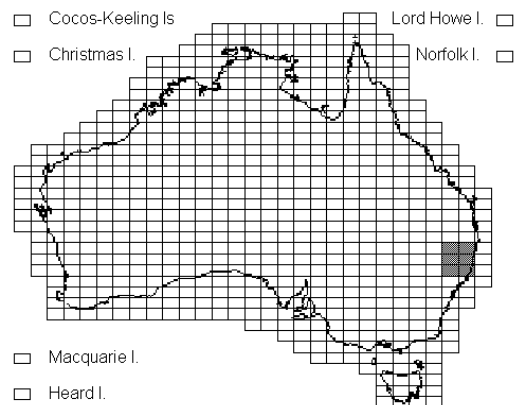 Cocos-Keeling Is
Lord Howe I.
Christmas I.
Norfolk I.
Macquarie I.
Heard I.